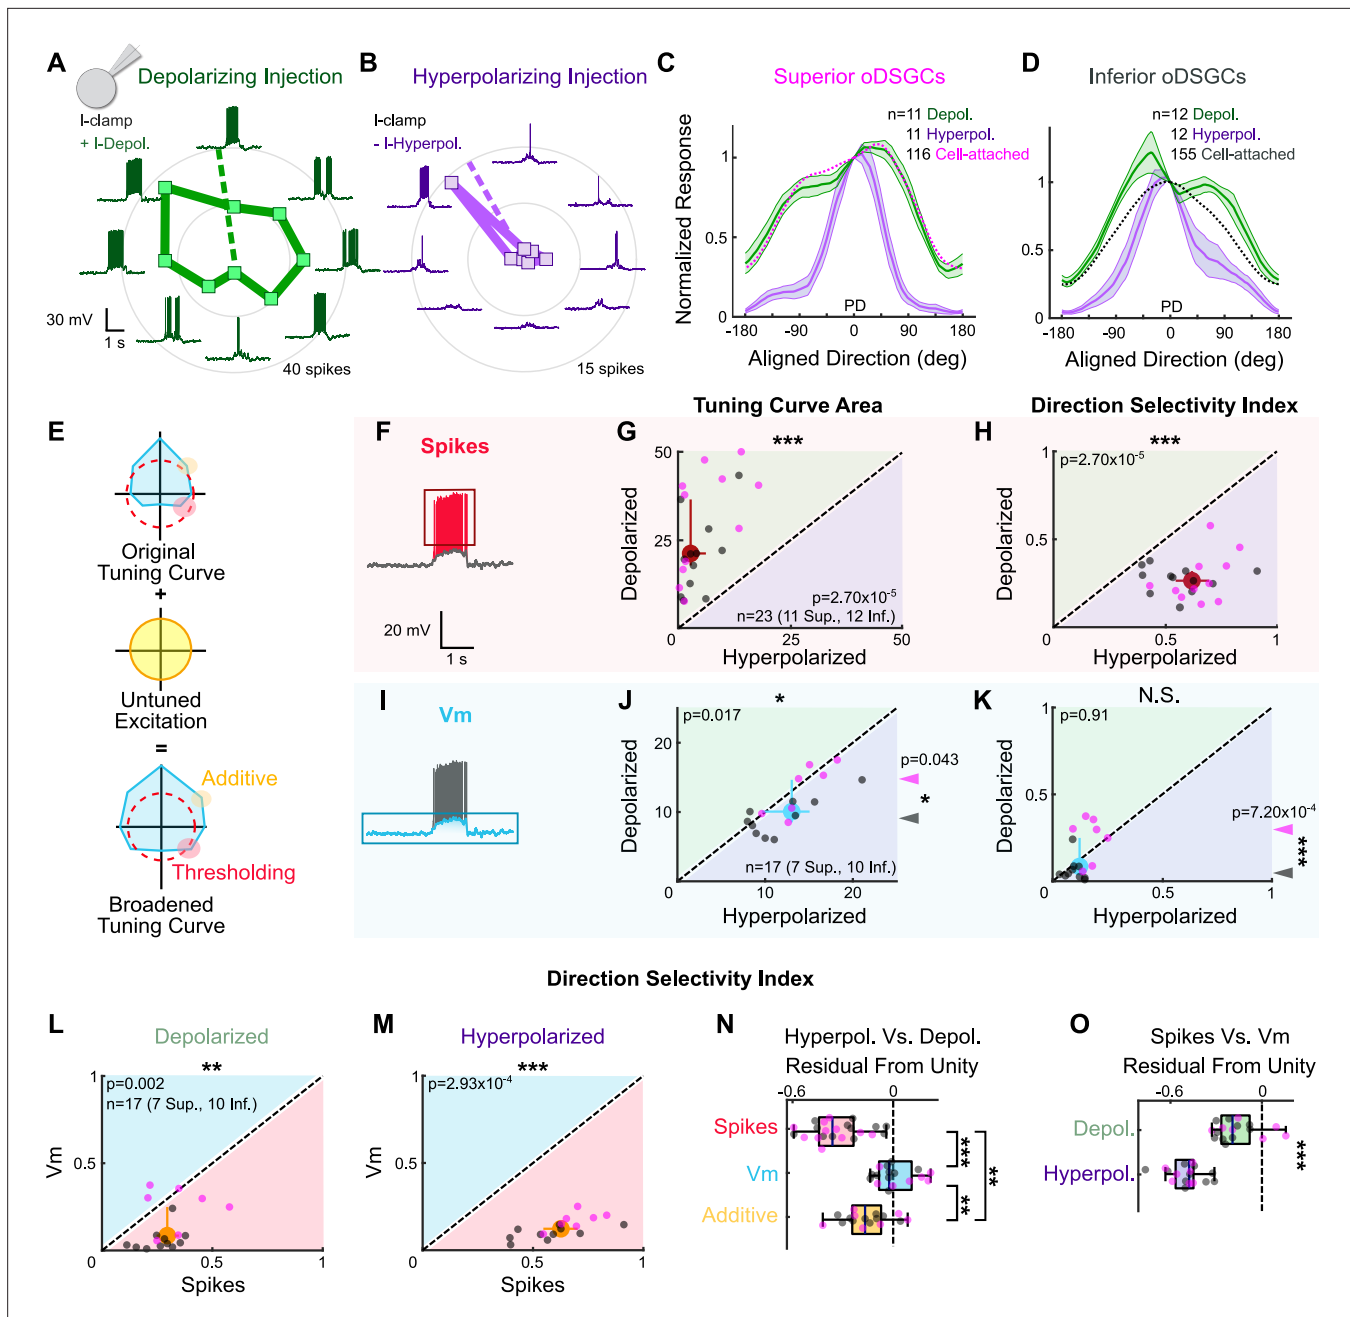 A
Depolarizing Injection
I-clamp
+ I-Depol.
30 mV
1 s
40 spikes
B
Hyperpolarizing Injection
I-clamp
- I-Hyperpol.
15 spikes
C
Superior oDSGCs
n=11 Depol.
11 Hyperpol.
116 Cell-attached
Normalized Response
1
0.5
0
PD
-180
-90
0
90
180
Aligned Direction (deg)
D
Inferior oDSGCs
n=12 Depol.
12 Hyperpol.
155 Cell-attached
1
0.5
0
PD
-180
-90
0
90
180
Aligned Direction (deg)
E
Original
Tuning Curve
+
Untuned
Excitation
=
Additive
Thresholding
Broadened
Tuning Curve
F
Spikes
20 mV
1 s
Tuning Curve Area
G
***
50
25
0
25
50
Depolarized
p=2.70x10-5
n=23 (11 Sup., 12 Inf.)
Hyperpolarized
Direction Selectivity Index
H
***
p=2.70x10-5
1
0.5
0
0.5
1
Depolarized
Hyperpolarized
I
Vm
J
*
p=0.017
20
10
0
10
20
Depolarized
n=17 (7 Sup., 10 Inf.)
Hyperpolarized
p=0.043
*
K
N.S.
p=0.91
1
0.5
0
0.5
1
Depolarized
Hyperpolarized
p=7.20x10-4
***
Direction Selectivity Index
L
Depolarized
**
p=0.002
n=17 (7 Sup., 10 Inf.)
1
0.5
0
0.5
1
Vm
Spikes
M
Hyperpolarized
***
p=2.93x10-4
1
0.5
0
0.5
1
Vm
Spikes
N
Hyperpol. Vs. Depol.
Residual From Unity
-0.6
0
Spikes
Vm
Additive
***
**
**
O
Spikes Vs. Vm
Residual From Unity
-0.6
0
Depol.
Hyperpol.
***